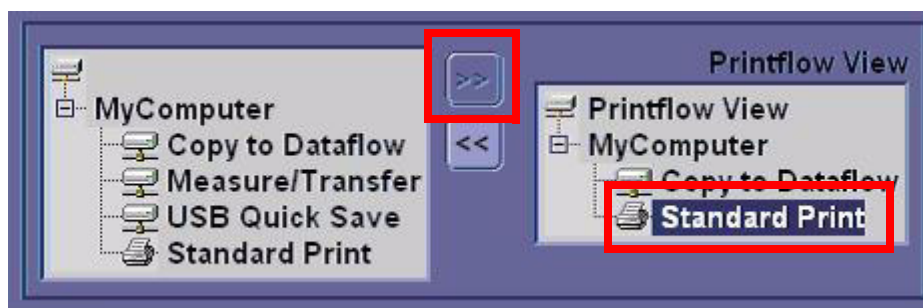 MyComputer
Copy to Dataflow
Measure/Transfer
USB Quick Save
Standard Print
>>
<<
Printflow View
Printflow View
MyComputer
Copy to Dataflow
Standard Print